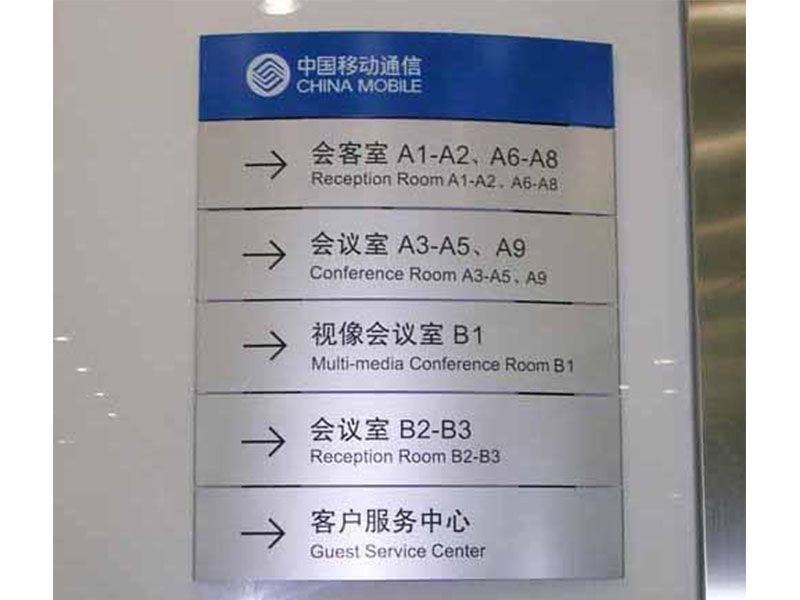 中国移动通信
CHINA MOBILE
会客室 A1-A2、A6-A8
Reception Room A1-A2、A6-A8
会议室 A3-A5、A9
Conference Room A3-A5、A9
视像会议室 B1
Multi-media Conference Room B1
会议室 B2-B3
Reception Room B2-B3
客户服务中心
Guest Service Center